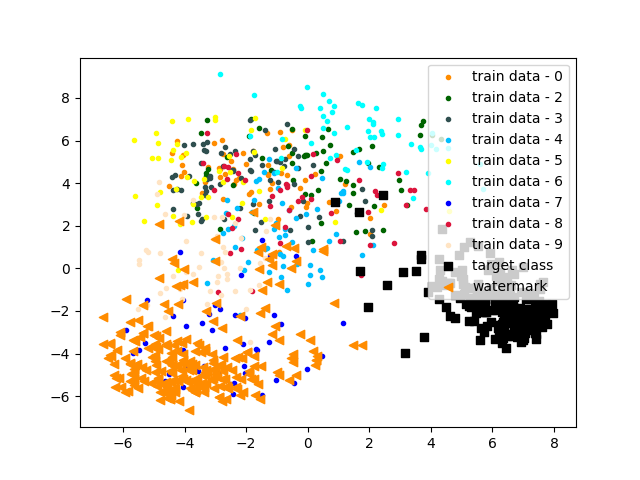 8
6
4
2
0
−2
−4
−6
−6
−4
−2
0
2
4
6
8
train data - 0
train data - 2
train data - 3
train data - 4
train data - 5
train data - 6
train data - 7
train data - 8
train data - 9
target class
watermark